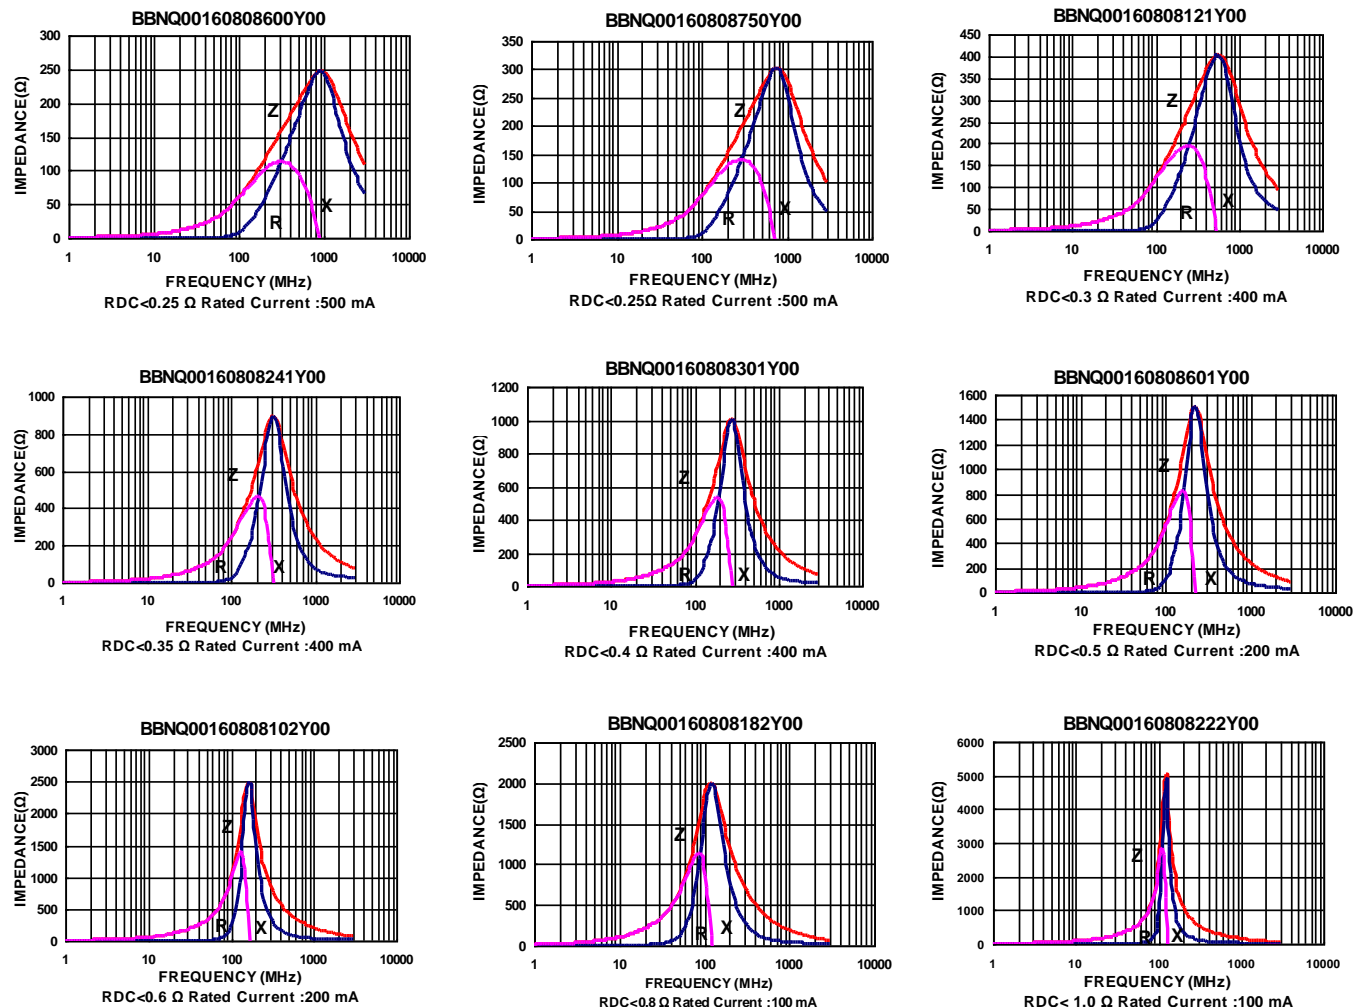 BBNQ00160808600Y00
IMPEDANCE(Ω)
300
250
200
150
100
50
0
Z
R
X
1
10
100
1000
10000
FREQUENCY (MHz)
RDC<0.25 Ω Rated Current :500 mA
BBNQ00160808750Y00
IMPEDANCE(Ω)
350
300
250
200
150
100
50
0
Z
R
X
1
10
100
1000
10000
FREQUENCY (MHz)
RDC<0.25Ω Rated Current :500 mA
BBNQ00160808121Y00
IMPEDANCE(Ω)
450
400
350
300
250
200
150
100
50
0
Z
R
X
1
10
100
1000
10000
FREQUENCY (MHz)
RDC<0.3 Ω Rated Current :400 mA
BBNQ00160808241Y00
IMPEDANCE(Ω)
1000
800
600
400
200
0
Z
R
X
1
10
100
1000
10000
FREQUENCY (MHz)
RDC<0.35 Ω Rated Current :400 mA
BBNQ00160808301Y00
IMPEDANCE(Ω)
1200
1000
800
600
400
200
0
Z
R
X
1
10
100
1000
10000
FREQUENCY (MHz)
RDC<0.4 Ω Rated Current :400 mA
BBNQ00160808601Y00
IMPEDANCE(Ω)
1600
1400
1200
1000
800
600
400
200
0
Z
R
X
1
10
100
1000
10000
FREQUENCY (MHz)
RDC<0.5 Ω Rated Current :200 mA
BBNQ00160808102Y00
IMPEDANCE(Ω)
3000
2500
2000
1500
1000
500
0
Z
R
X
1
10
100
1000
10000
FREQUENCY (MHz)
RDC<0.6 Ω Rated Current :200 mA
BBNQ00160808182Y00
IMPEDANCE(Ω)
2500
2000
1500
1000
500
0
Z
R
X
1
10
100
1000
10000
FREQUENCY (MHz)
RDC<0.8 Ω Rated Current :100 mA
BBNQ00160808222Y00
IMPEDANCE(Ω)
6000
5000
4000
3000
2000
1000
0
Z
R
X
1
10
100
1000
10000
FREQUENCY (MHz)
RDC< 1.0 Ω Rated Current :100 mA